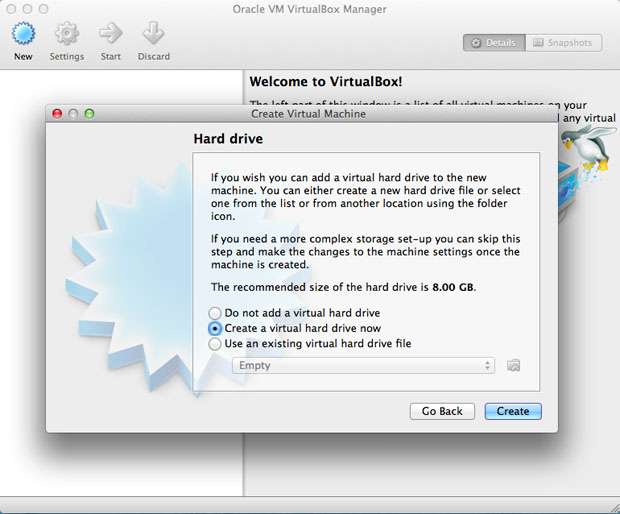 Oracle VM VirtualBox Manager
New
Settings
Start
Discard
Details
Snapshots
Welcome to VirtualBox!
The left part of this window is a list of all virtual machines on your
d any virtual
Create Virtual Machine
Hard drive
If you wish you can add a virtual hard drive to the new
machine. You can either create a new hard drive file or select
one from the list or from another location using the folder
icon.
If you need a more complex storage set-up you can skip this
step and make the changes to the machine settings once the
machine is created.
The recommended size of the hard drive is 8.00 GB.
Do not add a virtual hard drive
Create a virtual hard drive now
Use an existing virtual hard drive file
Empty
Go Back
Create